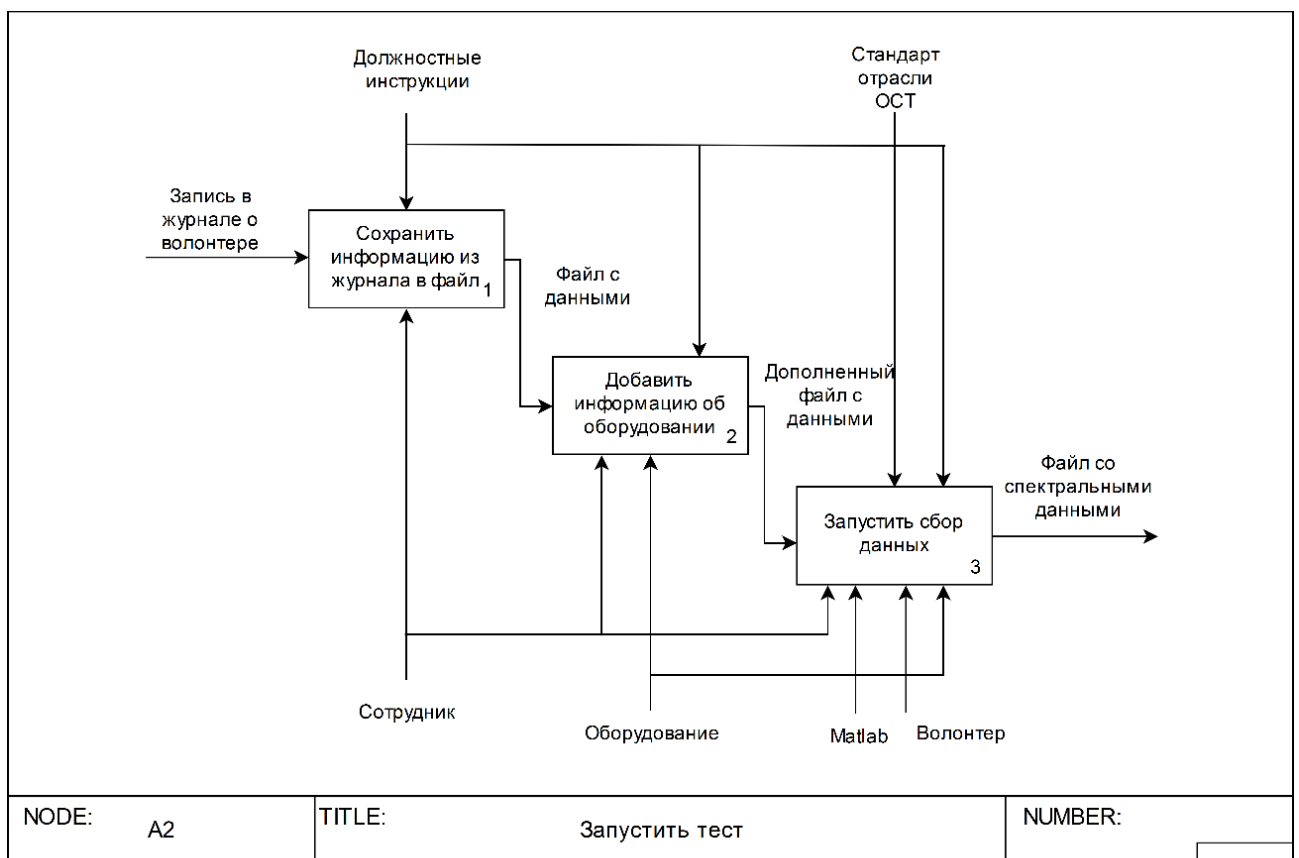 Должностные
инструкции
Стандарт
отрасли
ОСТ
Запись в
журнале о
волонтере
Сохранить
информацию из
журнала в файл
1
Файл с
данными
Добавить
информацию об
оборудовании
2
Дополненный
файл с
данными
Запустить сбор
данных
3
Файл со
спектральными
данными
Сотрудник
Оборудование
Matlab
Волонтер
NODE:
A2
TITLE:
Запустить тест
NUMBER: